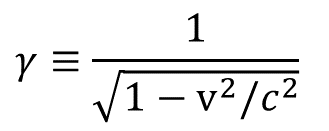 γ ≡ 1/√(1 − v²/c²)